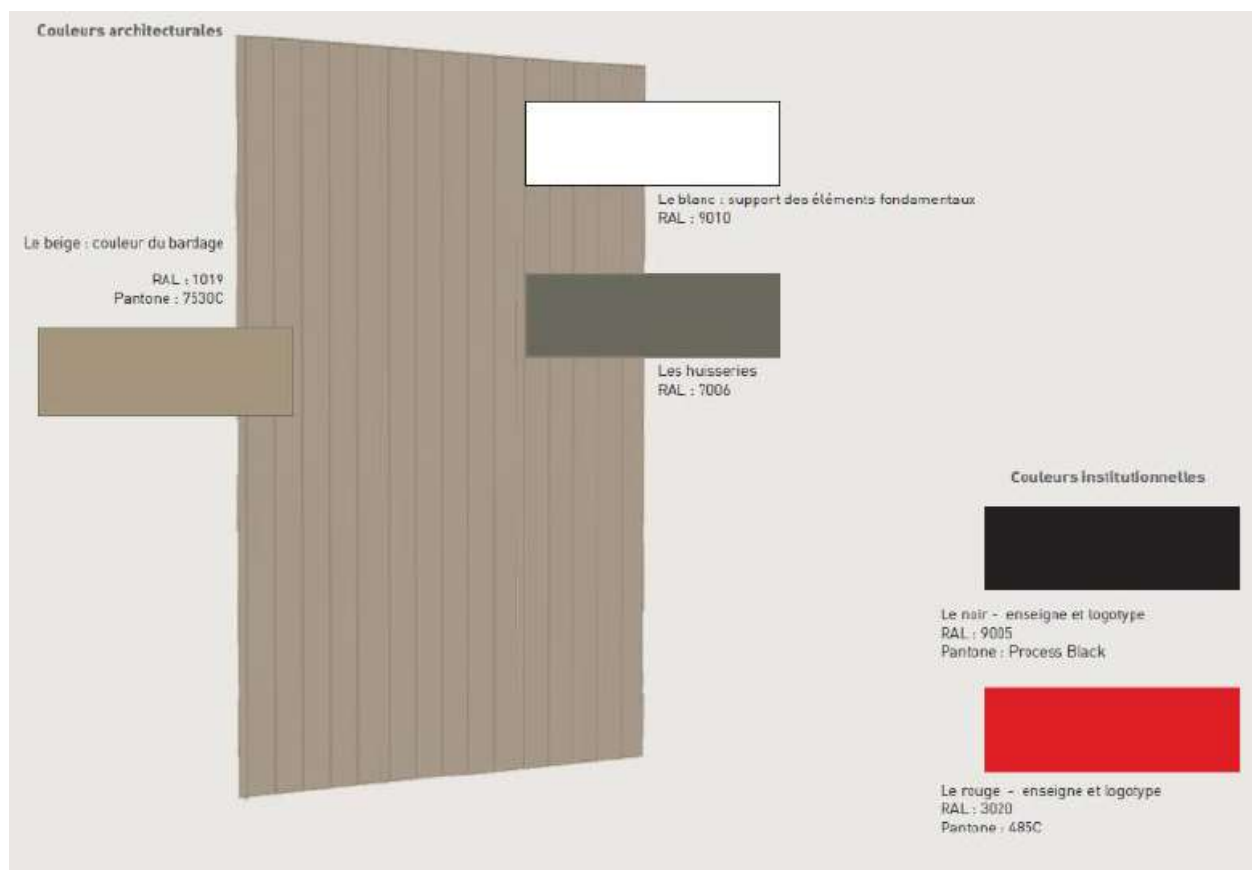 Couleurs architecturales
Le blanc : support des éléments fondamentaux
RAL : 9010
Le beige : couleur du bardage
RAL : 1019
Pantone : 7530C
Les huisseries
RAL : 7006
Couleurs institutionnelles
Le noir - enseigne et logotype
RAL : 9005
Pantone : Process Black
Le rouge - enseigne et logotype
RAL : 3020
Pantone : 485C